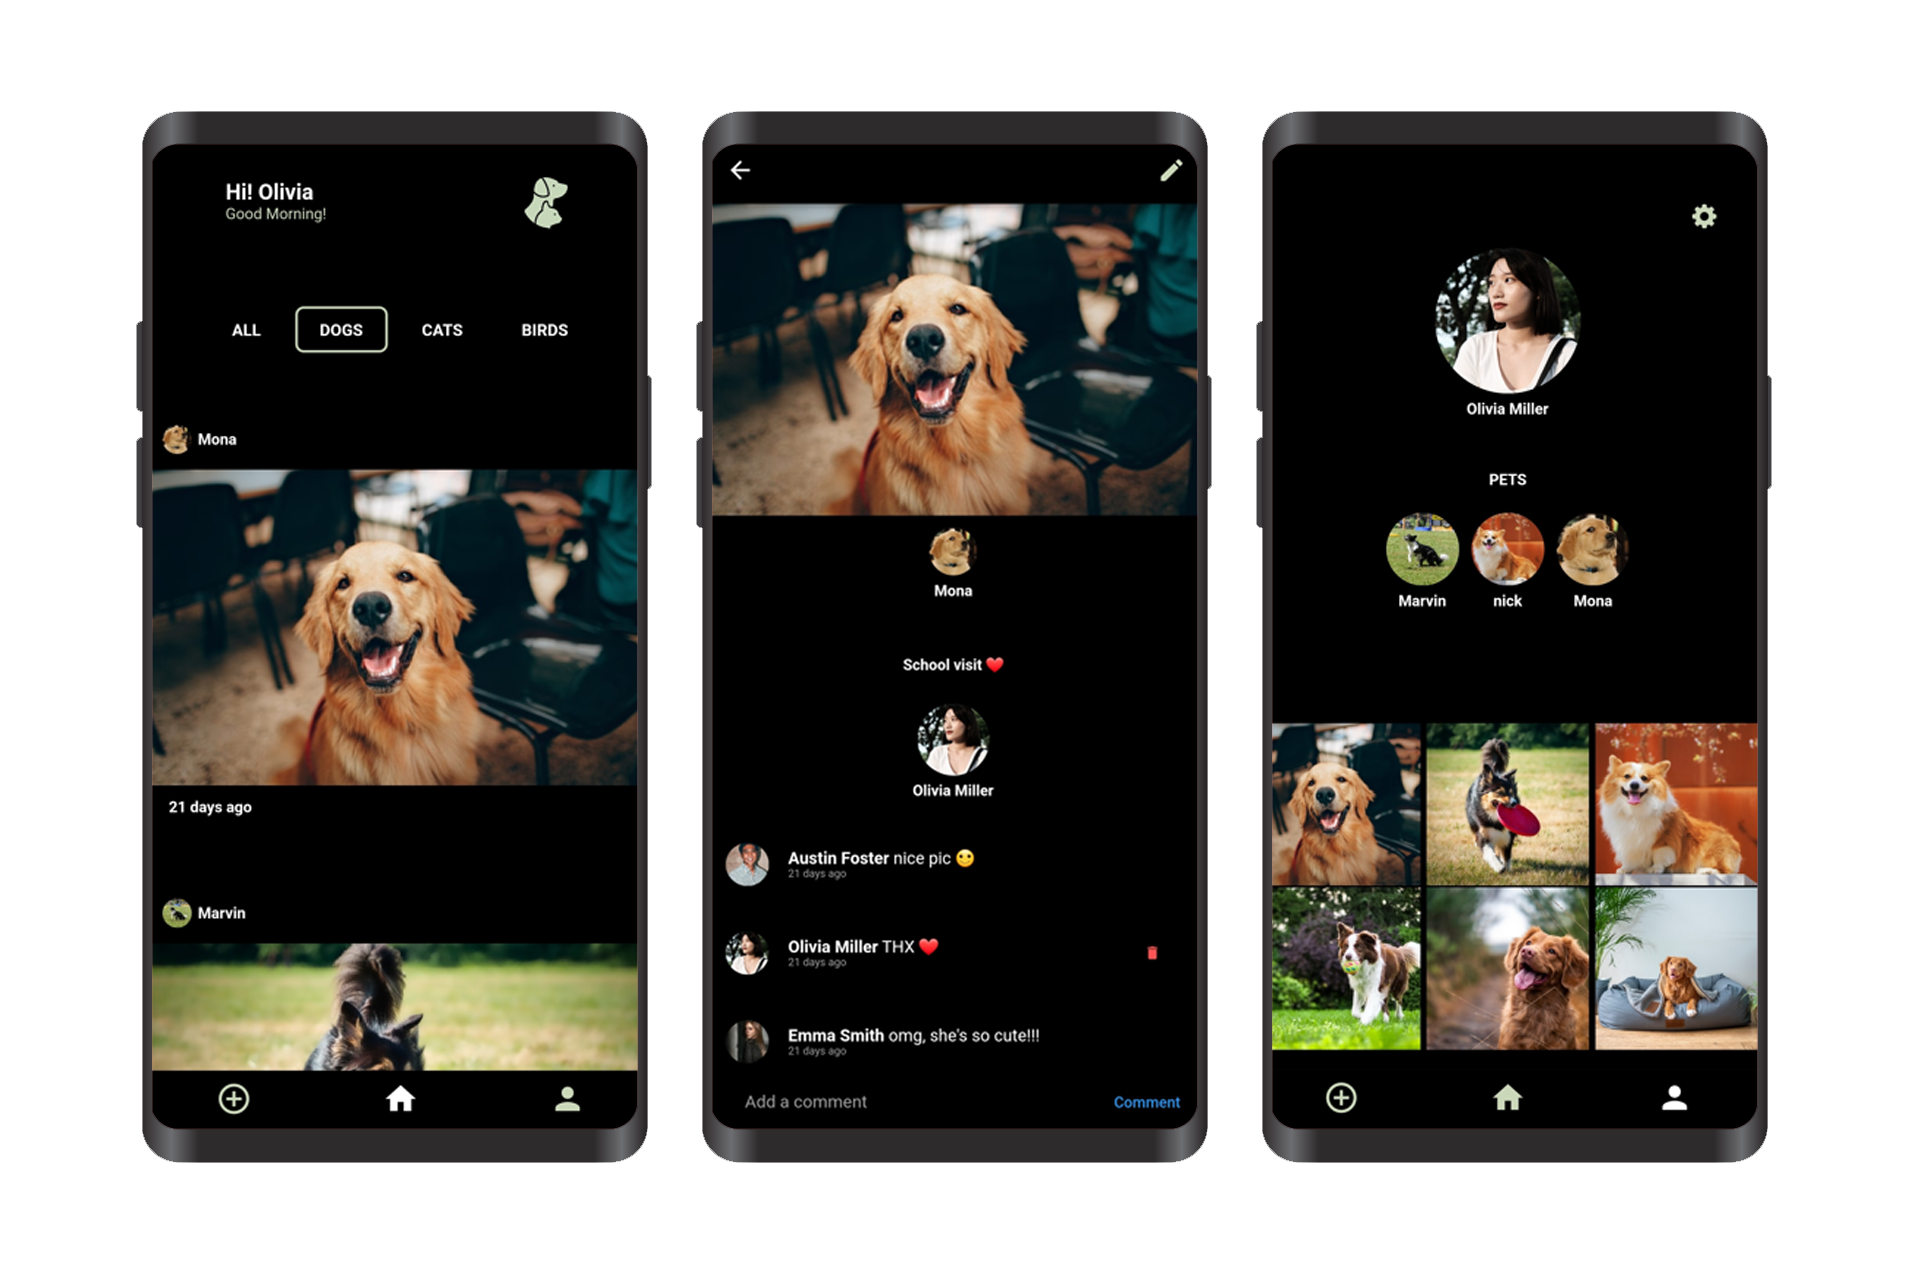 Hi! Olivia
Good Morning!
ALL DOGS CATS BIRDS
Mona
21 days ago
Marvin
Mona
School visit ❤️
Olivia Miller
Austin Foster nice pic 🙂
21 days ago
Olivia Miller THX ❤️
21 days ago
Emma Smith omg, she's so cute!!!
21 days ago
Add a comment Comment
Olivia Miller
PETS
Marvin nick Mona